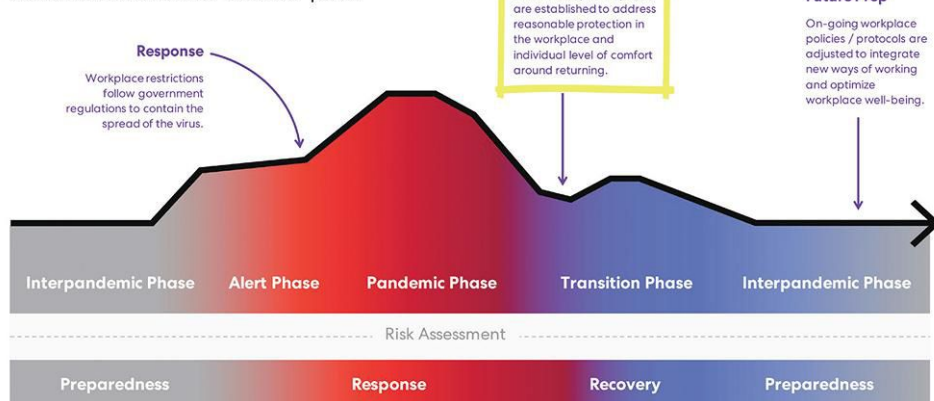 are established to address
reasonable protection in
the workplace and
individual level of comfort
around returning.
On-going workplace
policies / protocols are
adjusted to integrate
new ways of working
and optimize
workplace well-being.
Response
Workplace restrictions
follow government
regulations to contain the
spread of the virus.
Interpandemic Phase
Alert Phase
Pandemic Phase
Transition Phase
Interpandemic Phase
Risk Assessment
Preparedness
Response
Recovery
Preparedness